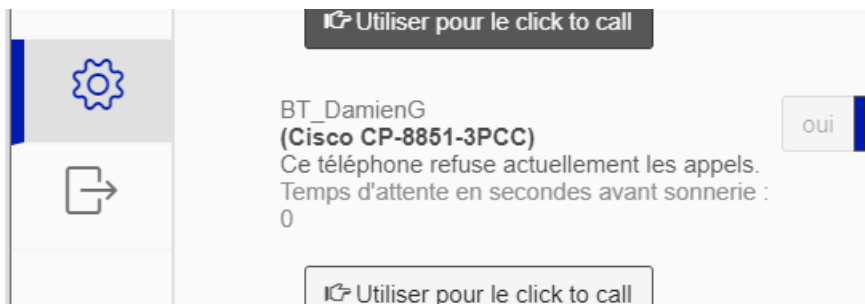 Utiliser pour le click to call
BT_DamienG
(Cisco CP-8851-3PCC)
oui
Ce téléphone refuse actuellement les appels.
Temps d'attente en secondes avant sonnerie :
0
Utiliser pour le click to call